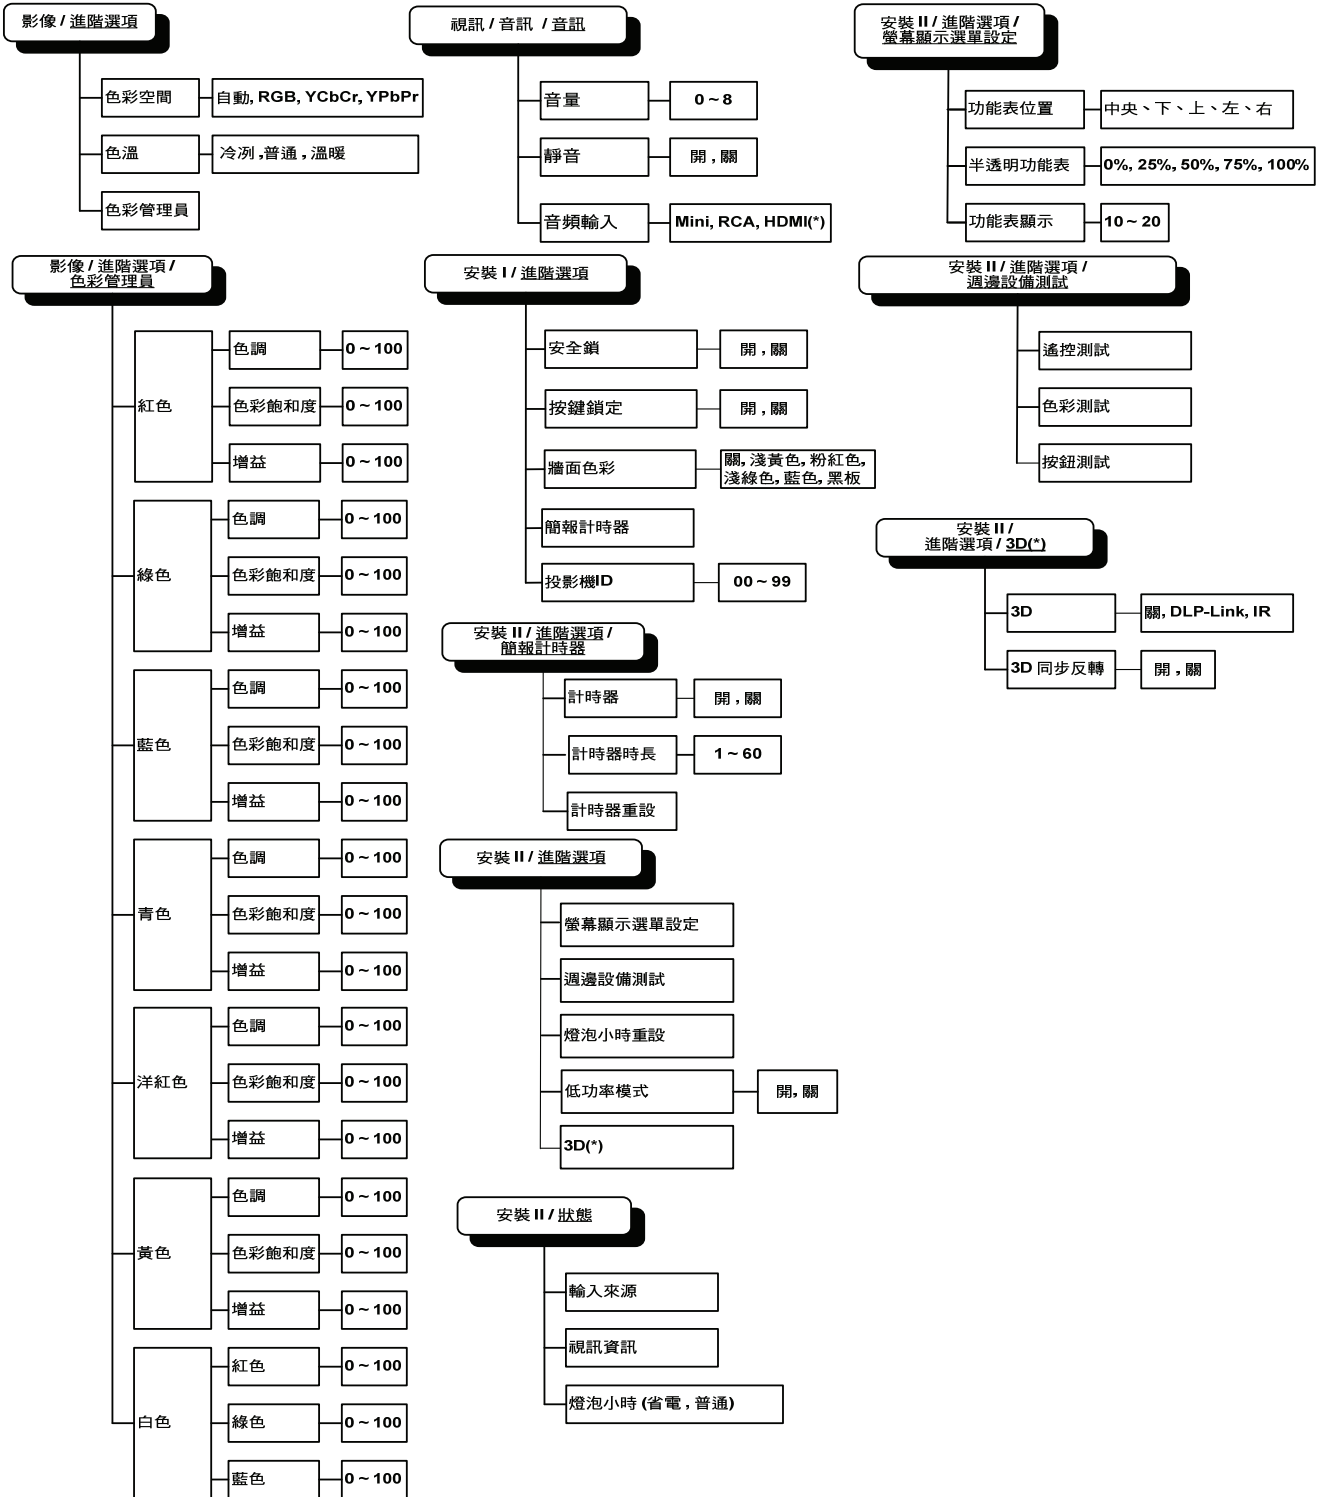 影像 / 進階選項
色彩空間
自動, RGB, YCbCr, YPbPr
色溫
冷冽 ,普通 , 溫暖
色彩管理員
影像 / 進階選項 /
色彩管理員
紅色
色調
0 ~ 100
色彩飽和度
0 ~ 100
增益
0 ~ 100
綠色
色調
0 ~ 100
色彩飽和度
0 ~ 100
增益
0 ~ 100
藍色
色調
0 ~ 100
色彩飽和度
0 ~ 100
增益
0 ~ 100
青色
色調
0 ~ 100
色彩飽和度
0 ~ 100
增益
0 ~ 100
洋紅色
色調
0 ~ 100
色彩飽和度
0 ~ 100
增益
0 ~ 100
黃色
色調
0 ~ 100
色彩飽和度
0 ~ 100
增益
0 ~ 100
白色
紅色
0 ~ 100
綠色
0 ~ 100
藍色
0 ~ 100
視訊 / 音訊 / 音訊
音量
0 ~ 8
靜音
開 , 關
音頻輸入
Mini, RCA, HDMI(*)
安裝 I / 進階選項
安全鎖
開 , 關
按鍵鎖定
開 , 關
牆面色彩
關, 淺黃色, 粉紅色,
淺綠色, 藍色, 黑板
簡報計時器
投影機ID
00 ~ 99
安裝 II / 進階選項 /
簡報計時器
計時器
開 , 關
計時器時長
1 ~ 60
計時器重設
安裝 II / 進階選項
螢幕顯示選單設定
週邊設備測試
燈泡小時重設
低功率模式
開, 關
3D(*)
安裝 II / 狀態
輸入來源
視訊資訊
燈泡小時 (省電 , 普通)
安裝 II / 進階選項 /
螢幕顯示選單設定
功能表位置
中央、下、上、左、右
半透明功能表
0%, 25%, 50%, 75%, 100%
功能表顯示
10 ~ 20
安裝 II / 進階選項 /
週邊設備測試
遙控測試
色彩測試
按鈕測試
安裝 II /
進階選項 / 3D(*)
3D
關, DLP-Link, IR
3D 同步反轉
開 , 關